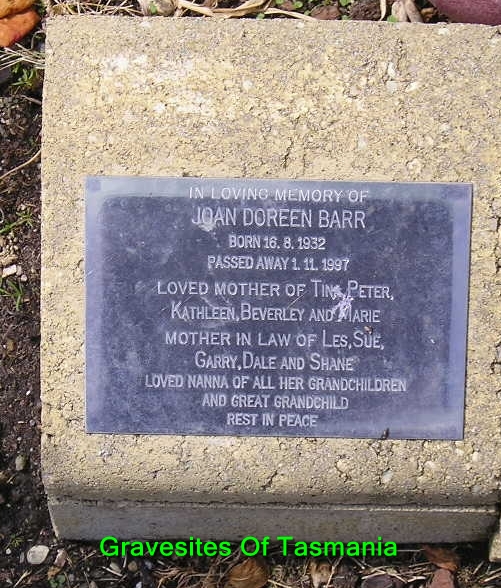 IN LOVING MEMORY OF
JOAN DOREEN BARR
BORN 16. 8. 1932
PASSED AWAY 1. 11. 1997
LOVED MOTHER OF TINA, PETER,
KATHLEEN, BEVERLEY AND MARIE
MOTHER IN LAW OF LES, SUE,
GARRY, DALE AND SHANE
LOVED NANNA OF ALL HER GRANDCHILDREN
AND GREAT GRANDCHILD
REST IN PEACE
Gravesites Of Tasmania